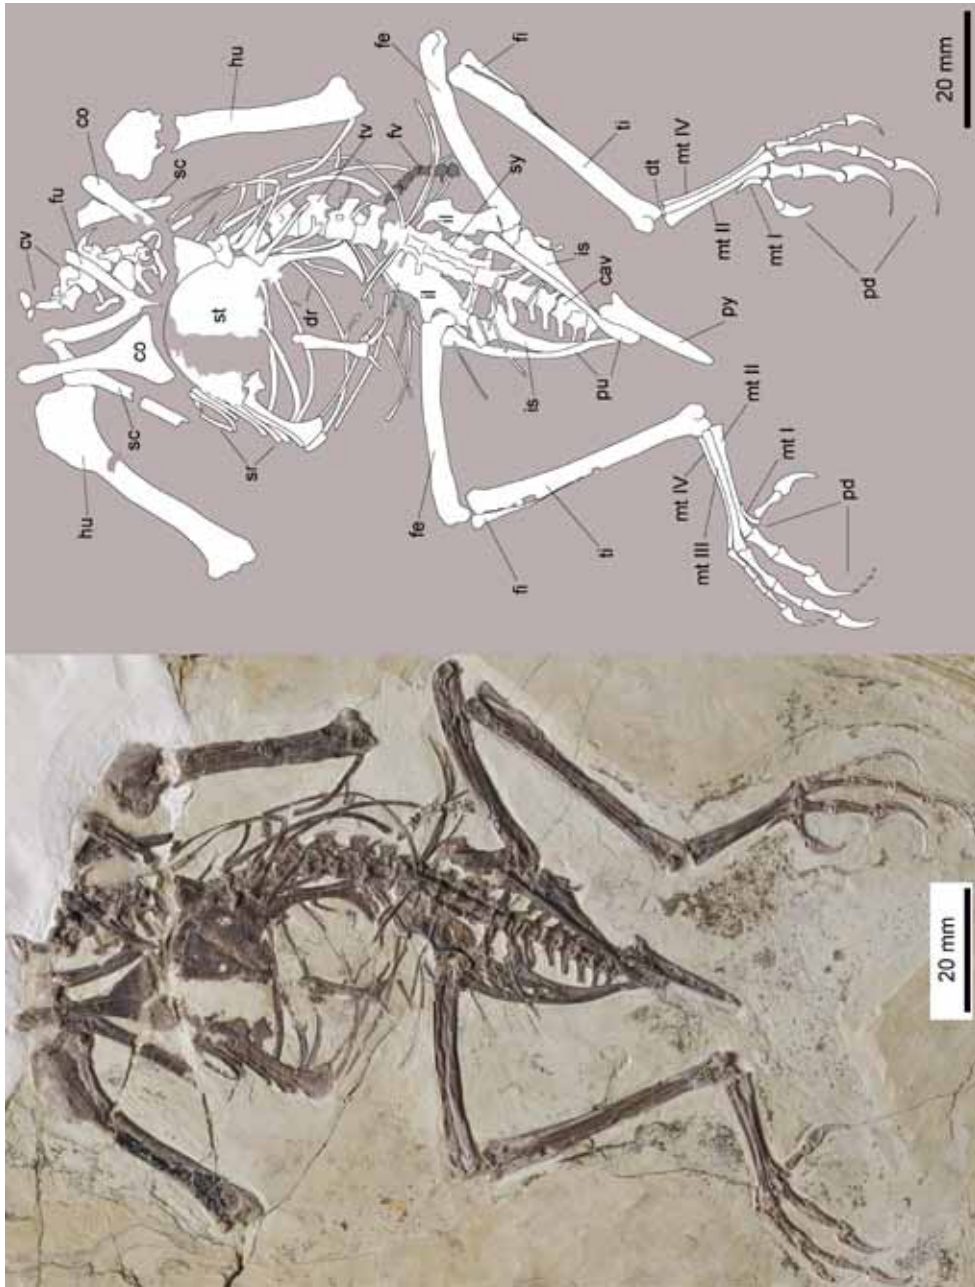 cv
fu
co
sc
hu
fe
fi
20 mm
tv
fv
sy
ti
dt
mt IV
mt II
mt I
pd
il
is
cav
st
dr
co
il
py
pu
is
sc
sr
hu
fe
mt II
mt I
mt IV
mt III
pd
ti
fi
20 mm